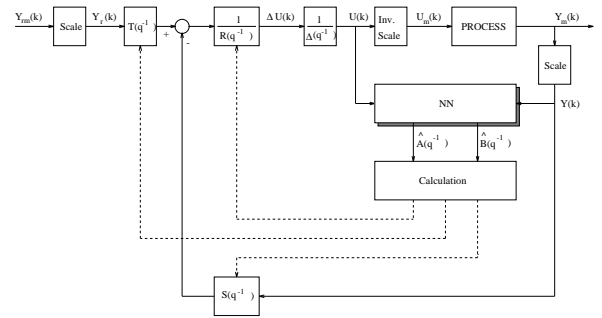 Y_rm(k)
Scale
Y_r(k)
T(q^-1)
+
-
1
R(q^-1)
Δ U(k)
1
Δ(q^-1)
U(k)
Inv.
Scale
U_m(k)
PROCESS
Y_m(k)
Scale
NN
Y(k)
Â(q^-1)
B̂(q^-1)
Calculation
S(q^-1)